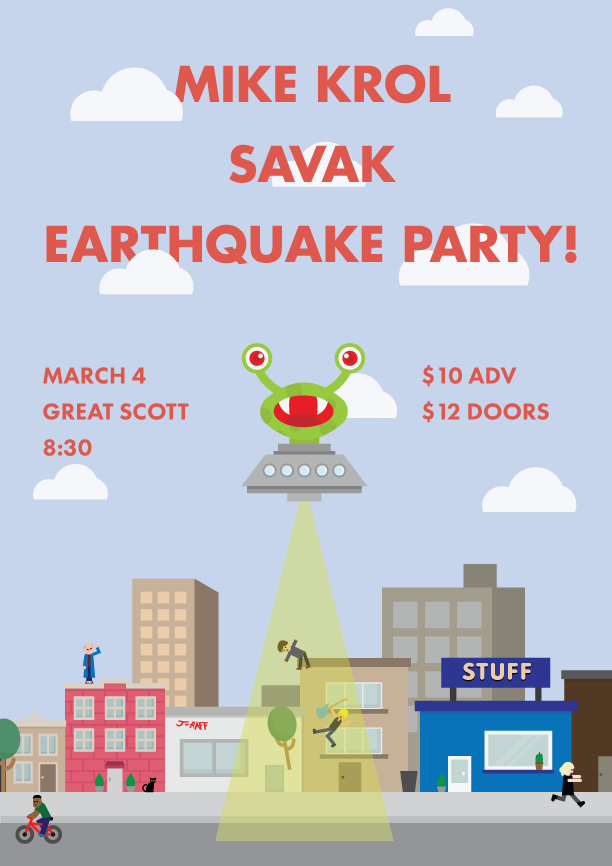 MIKE KROL
SAVAK
EARTHQUAKE PARTY!
MARCH 4
GREAT SCOTT
8:30
$10 ADV
$12 DOORS
STUFF